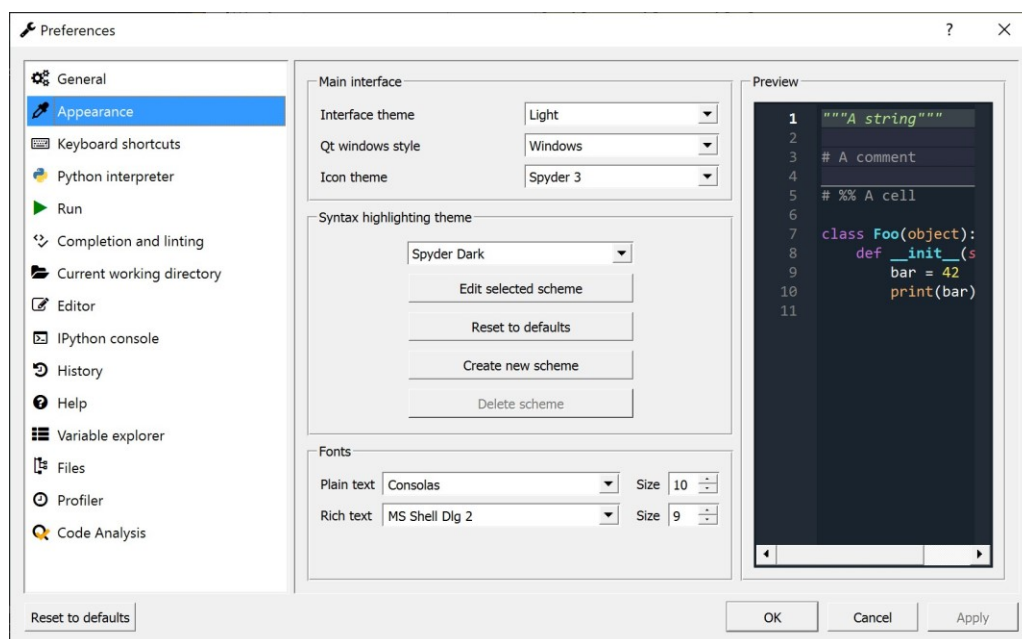 Preferences
?
General
Appearance
Keyboard shortcuts
Python interpreter
Run
Completion and linting
Current working directory
Editor
IPython console
History
Help
Variable explorer
Files
Profiler
Code Analysis
Reset to defaults
Main interface
Interface theme Light
Qt windows style Windows
Icon theme Spyder 3
Syntax highlighting theme
Spyder Dark
Edit selected scheme
Reset to defaults
Create new scheme
Delete scheme
Fonts
Plain text Consolas Size 10
Rich text MS Shell Dlg 2 Size 9
Preview
1 """A string"""
2
3 # A comment
4
5 # %% A cell
6
7 class Foo(object):
8 def __init__(s
9 bar = 42
10 print(bar)
11
OK Cancel Apply